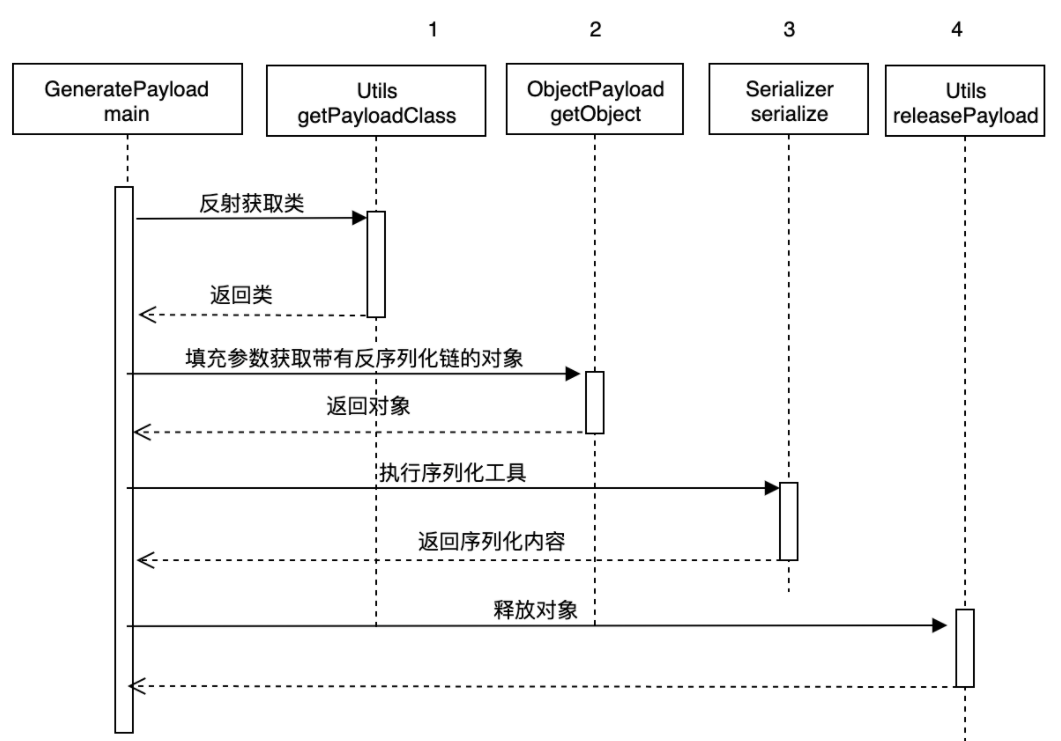 1
2
3
4
GeneratePayload
main
Utils
getPayloadClass
ObjectPayload
getObject
Serializer
serialize
Utils
releasePayload
反射获取类
返回类
填充参数获取带有反序列化链的对象
返回对象
执行序列化工具
返回序列化内容
释放对象